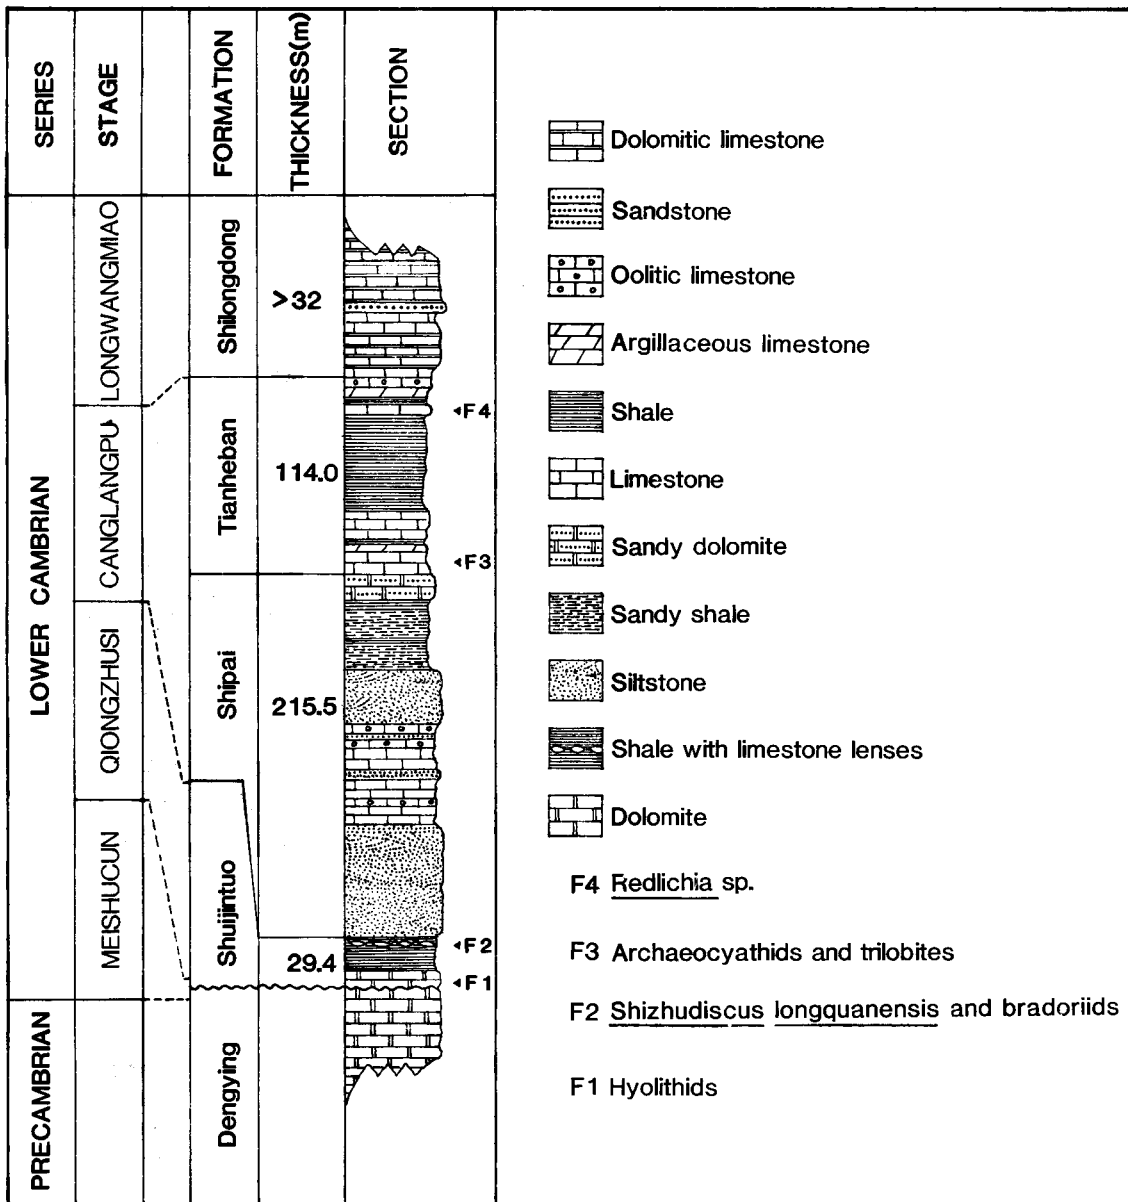 SERIES
STAGE
FORMATION
THICKNESS(m)
SECTION
LOWER CAMBRIAN
PRECAMBRIAN
LONGWANGMIAO
CANGLANGPU
QIONGZHUSI
MEISHUCUN
Shilongdong
Tianheban
Shipai
Shuijintuo
Dengying
>32
114.0
215.5
29.4
F4
F3
F2
F1
Dolomitic limestone
Sandstone
Oolitic limestone
Argillaceous limestone
Shale
Limestone
Sandy dolomite
Sandy shale
Siltstone
Shale with limestone lenses
Dolomite
F4 Redlichia sp.
F3 Archaeocyathids and trilobites
F2 Shizhudiscus longquanensis and bradoriids
F1 Hyolithids